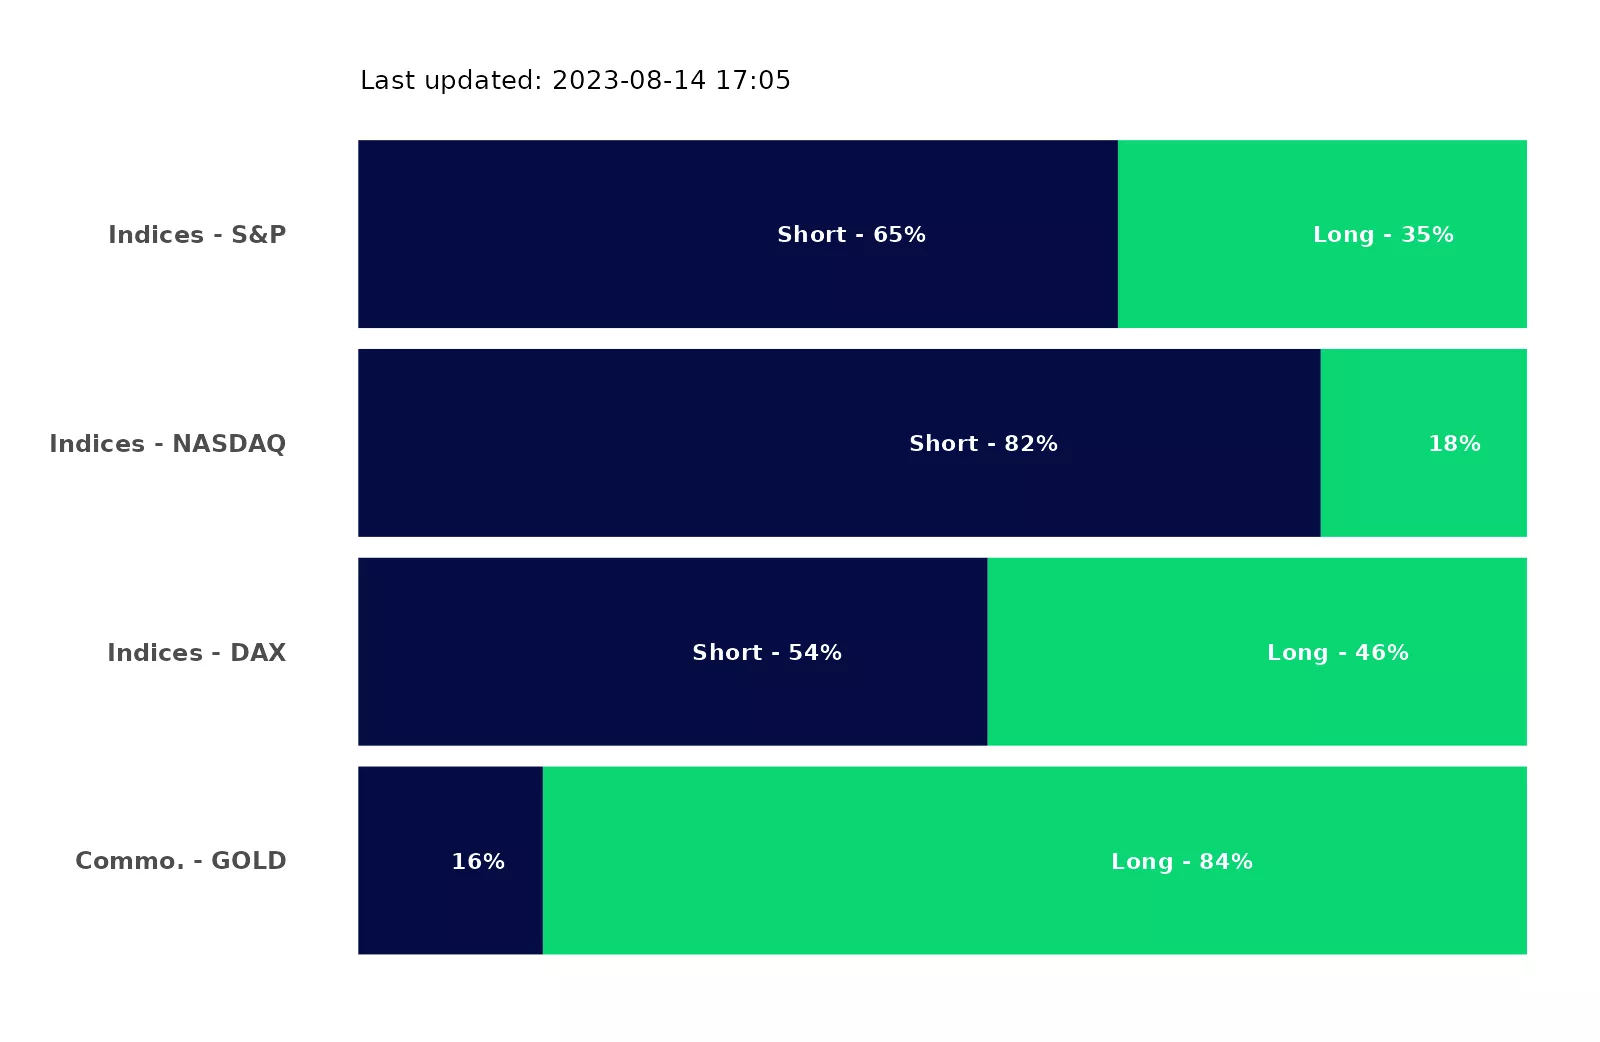 Last updated: 2023-08-14 17:05
Indices - S&P Short - 65% Long - 35%
Indices - NASDAQ Short - 82% 18%
Indices - DAX Short - 54% Long - 46%
Commo. - GOLD 16% Long - 84%